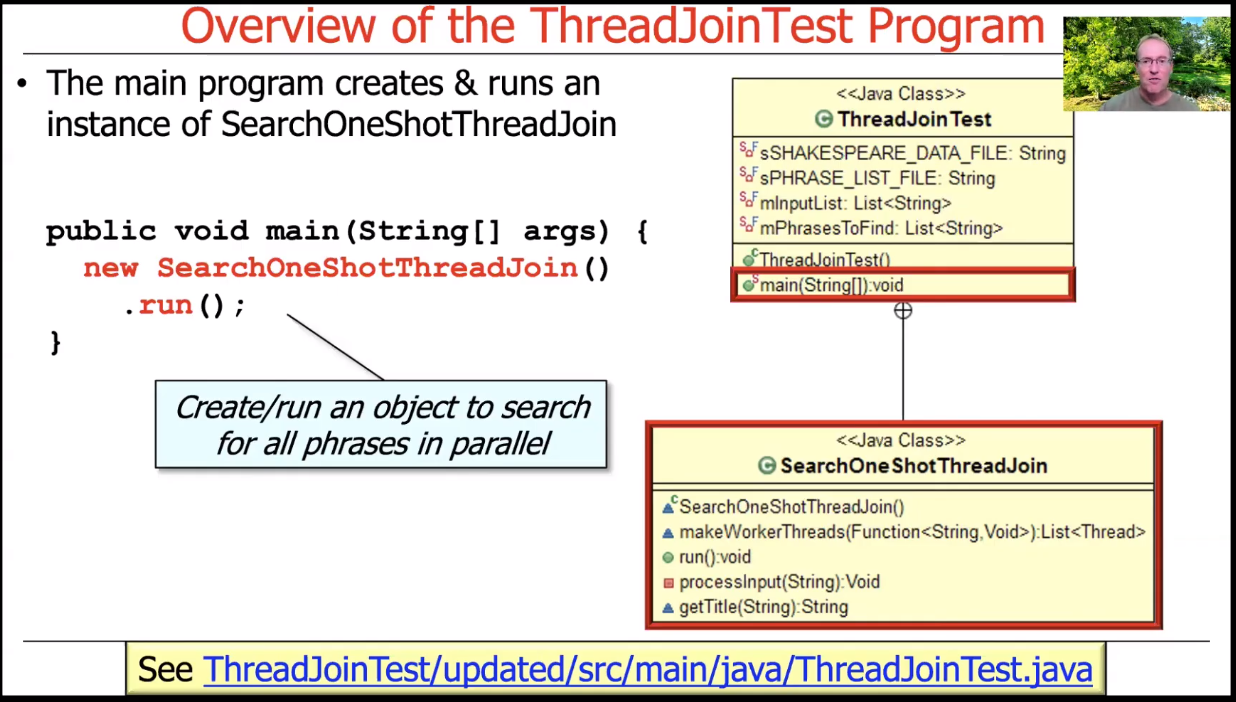 Overview of the ThreadJoinTest Program
• The main program creates & runs an
instance of SearchOneShotThreadJoin
public void main(String[] args) {
new SearchOneShotThreadJoin()
.run();
}
Create/run an object to search
for all phrases in parallel
<<Java Class>>
C ThreadJoinTest
SF sSHAKESPEARE_DATA_FILE: String
SF sPHRASE_LIST_FILE: String
SF mInputList: List<String>
SF mPhrasesToFind: List<String>
C ThreadJoinTest()
S main(String[]):void
<<Java Class>>
C SearchOneShotThreadJoin
C SearchOneShotThreadJoin()
makeWorkerThreads(Function<String,Void>):List<Thread>
run():void
processInput(String):Void
getTitle(String):String
See ThreadJoinTest/updated/src/main/java/ThreadJoinTest.java